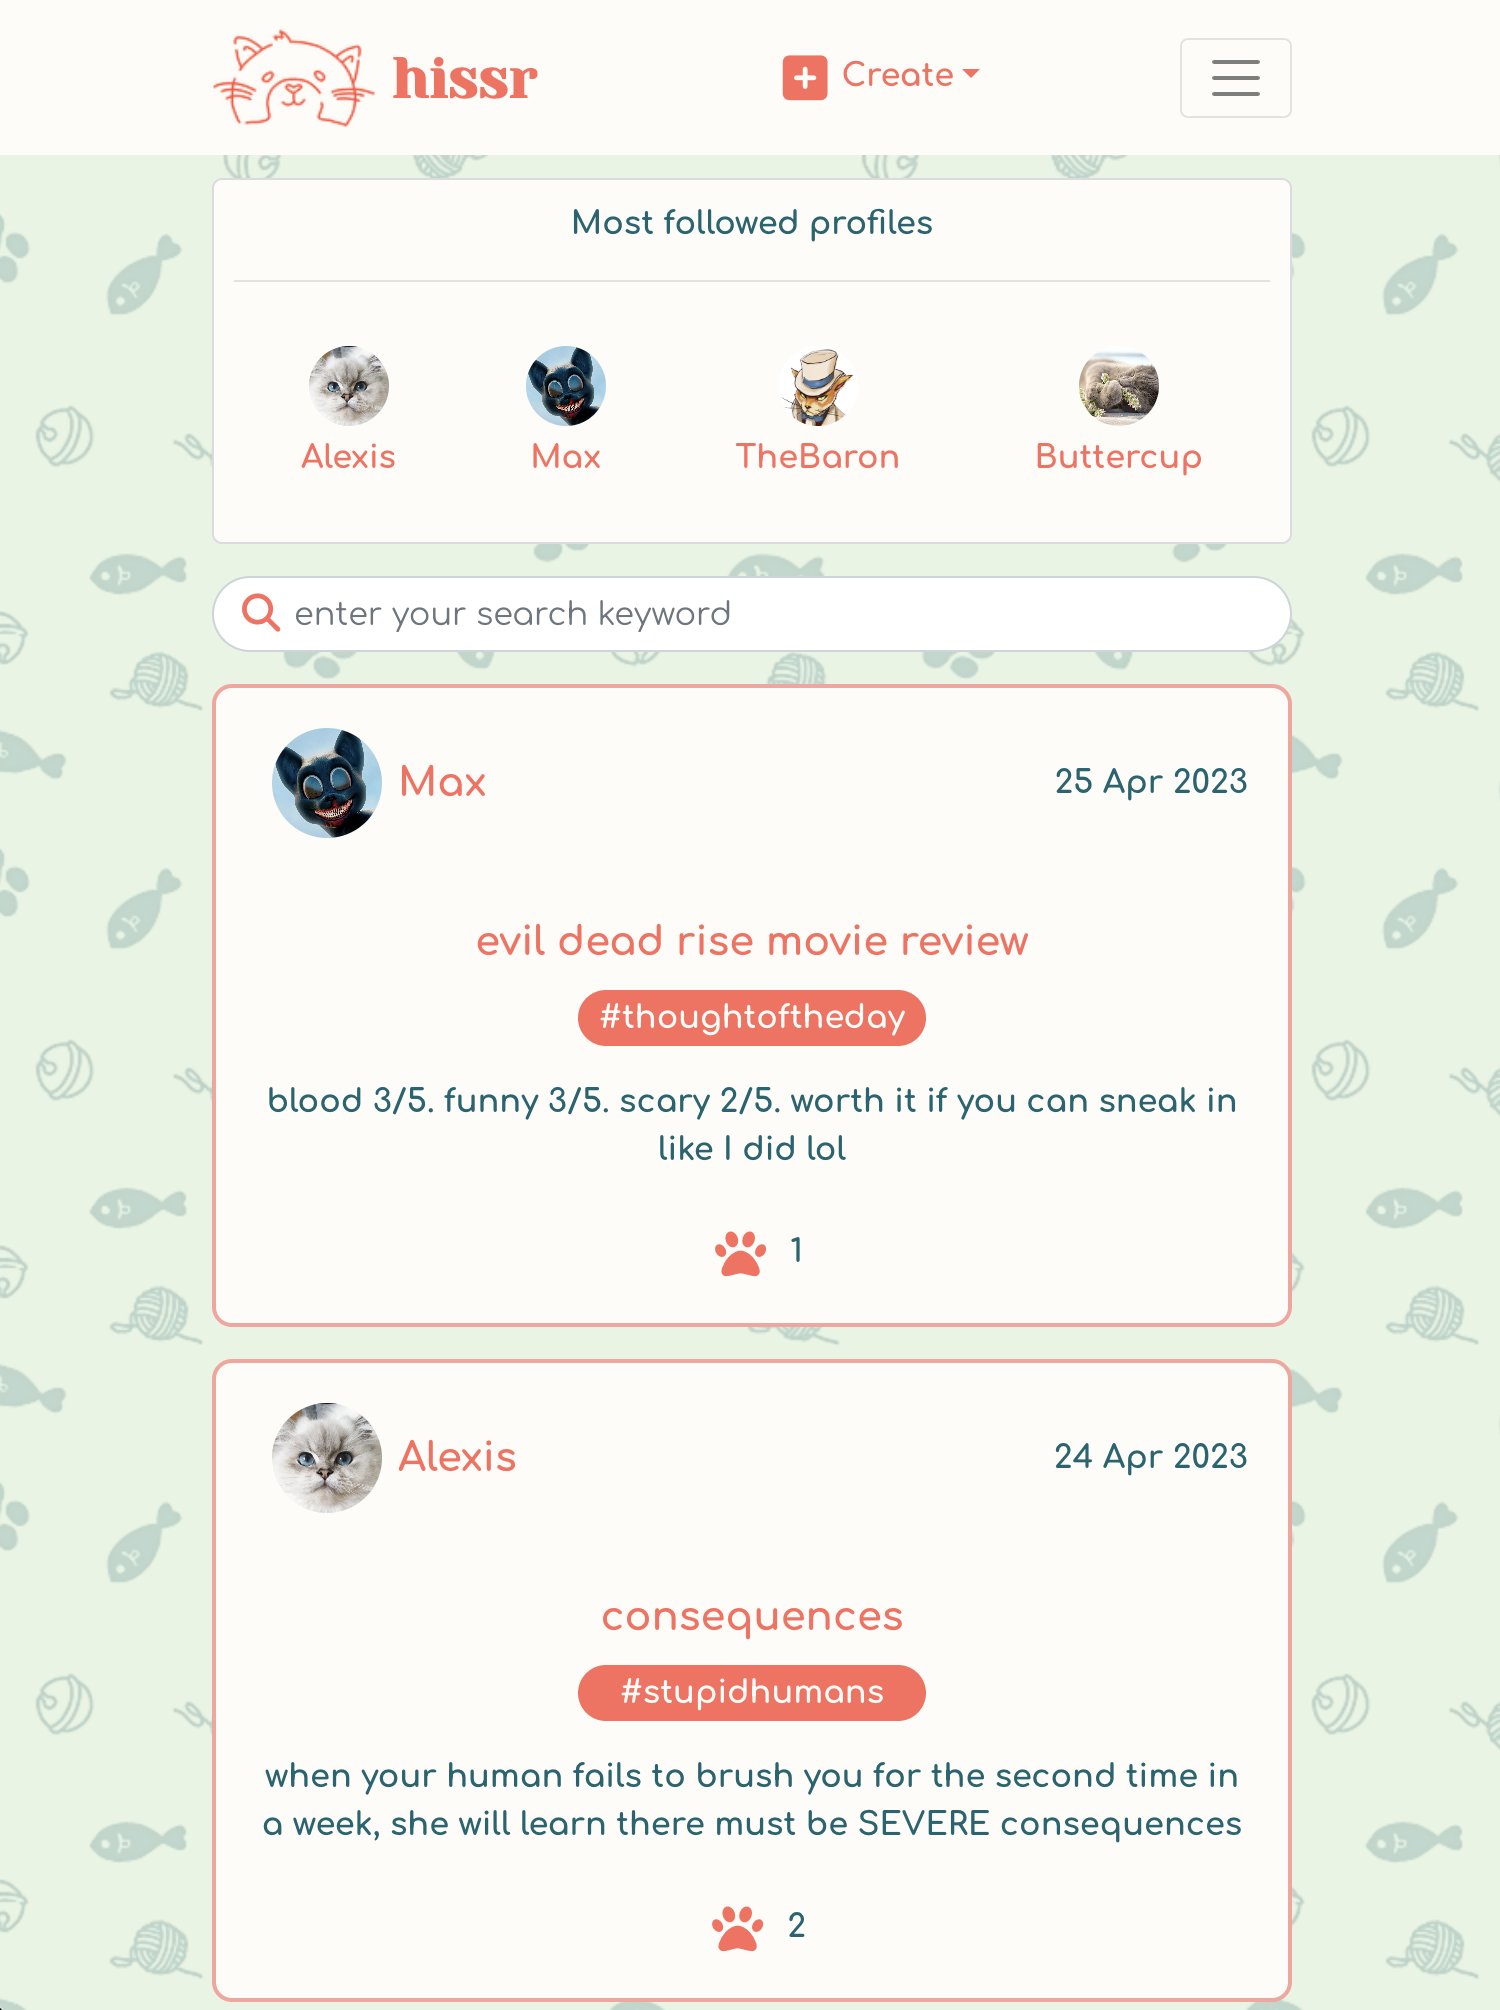 hissr
Create
Most followed profiles
Alexis
Max
TheBaron
Buttercup
enter your search keyword
Max
25 Apr 2023
evil dead rise movie review
#thoughtoftheday
blood 3/5. funny 3/5. scary 2/5. worth it if you can sneak in
like I did lol
1
Alexis
24 Apr 2023
consequences
#stupidhumans
when your human fails to brush you for the second time in
a week, she will learn there must be SEVERE consequences
2